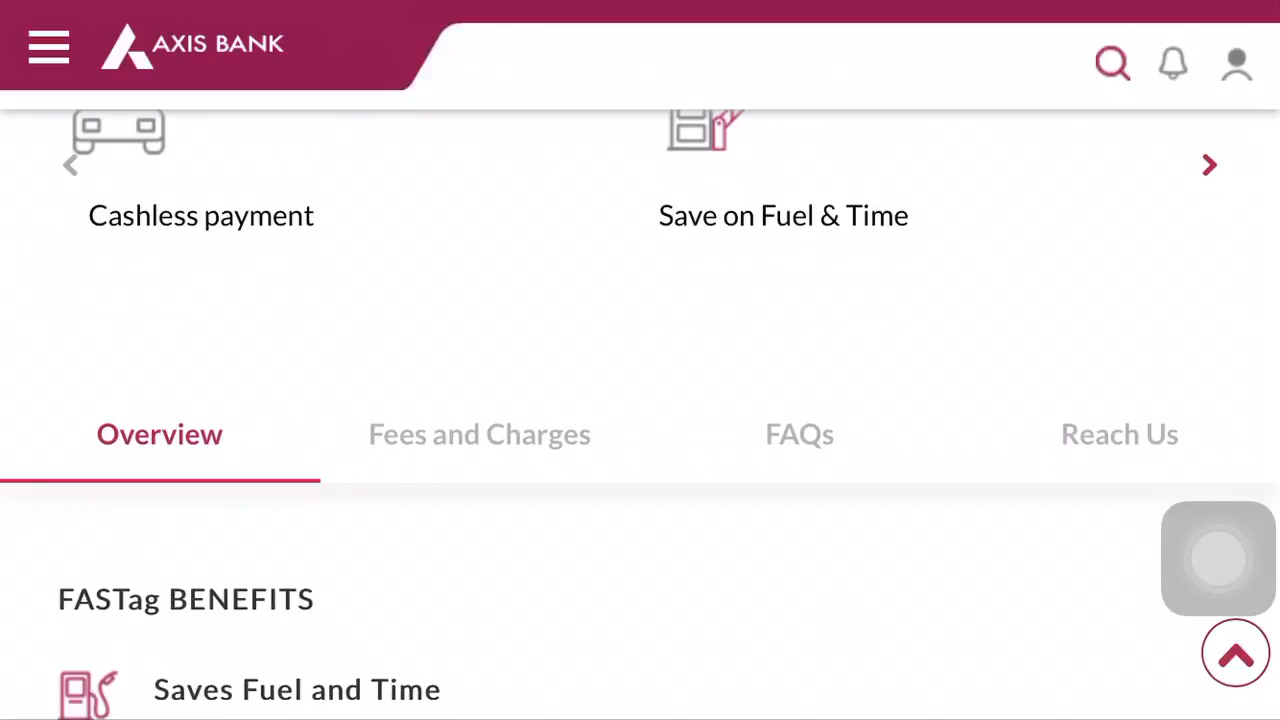 AXIS BANK
Cashless payment
Save on Fuel & Time
Overview
Fees and Charges
FAQs
Reach Us
FASTag BENEFITS
Saves Fuel and Time